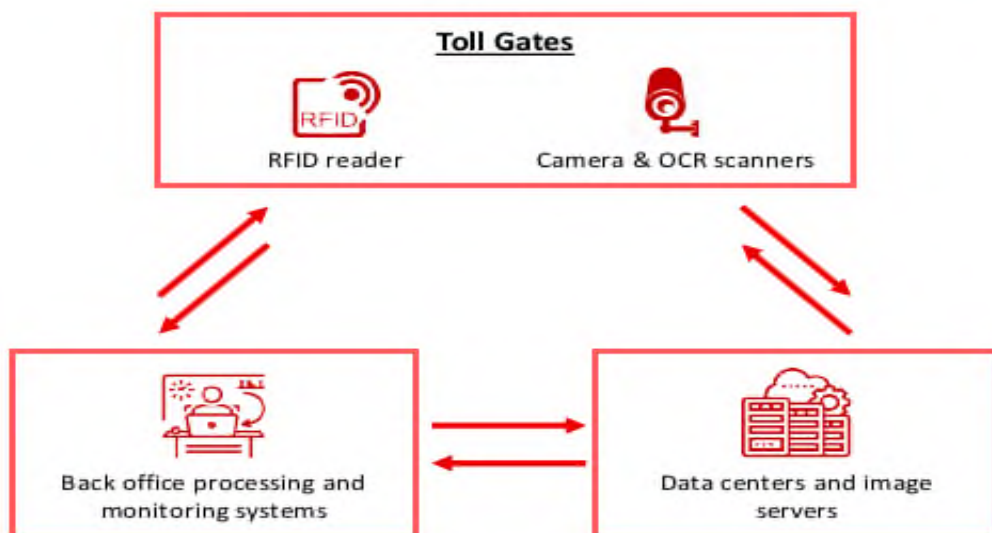 Toll Gates
RFID
RFID reader
Camera & OCR scanners
Back office processing and
monitoring systems
Data centers and image
servers